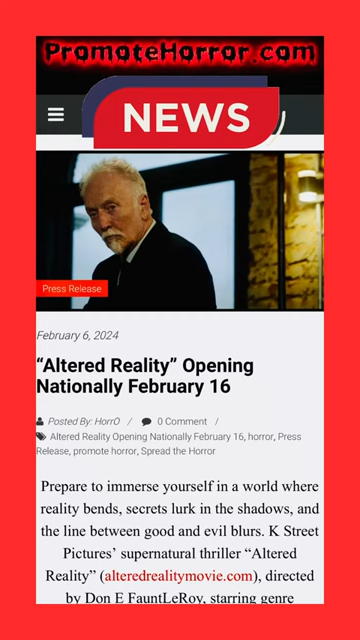 PromoteHorror.com
NEWS
Press Release
February 6, 2024
“Altered Reality” Opening
Nationally February 16
Posted By: HorrO / 0 Comment /
Altered Reality Opening Nationally February 16, horror, Press
Release, promote horror, Spread the Horror
Prepare to immerse yourself in a world where
reality bends, secrets lurk in the shadows, and
the line between good and evil blurs. K Street
Pictures’ supernatural thriller “Altered
Reality” (alteredrealitymovie.com), directed
by Don E FauntLeRoy, starring genre